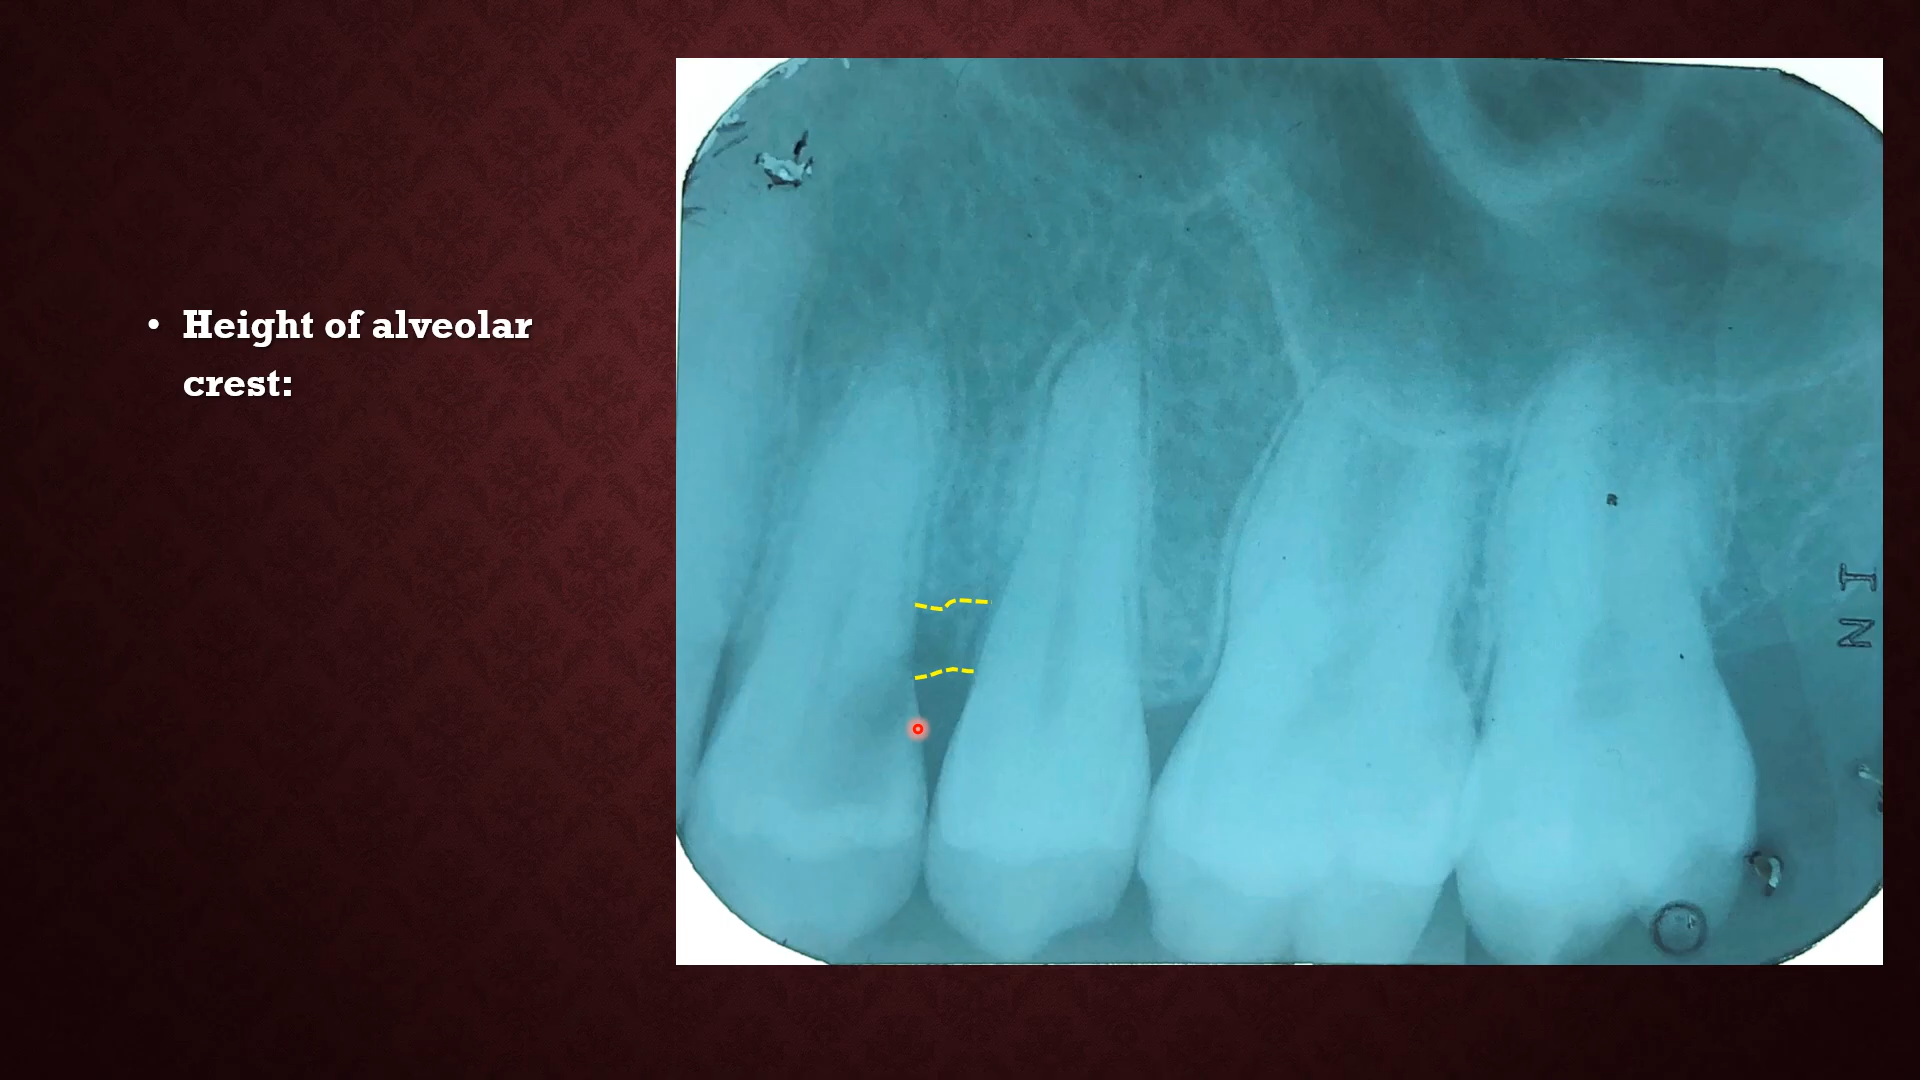 • Height of alveolar
crest:
I
N